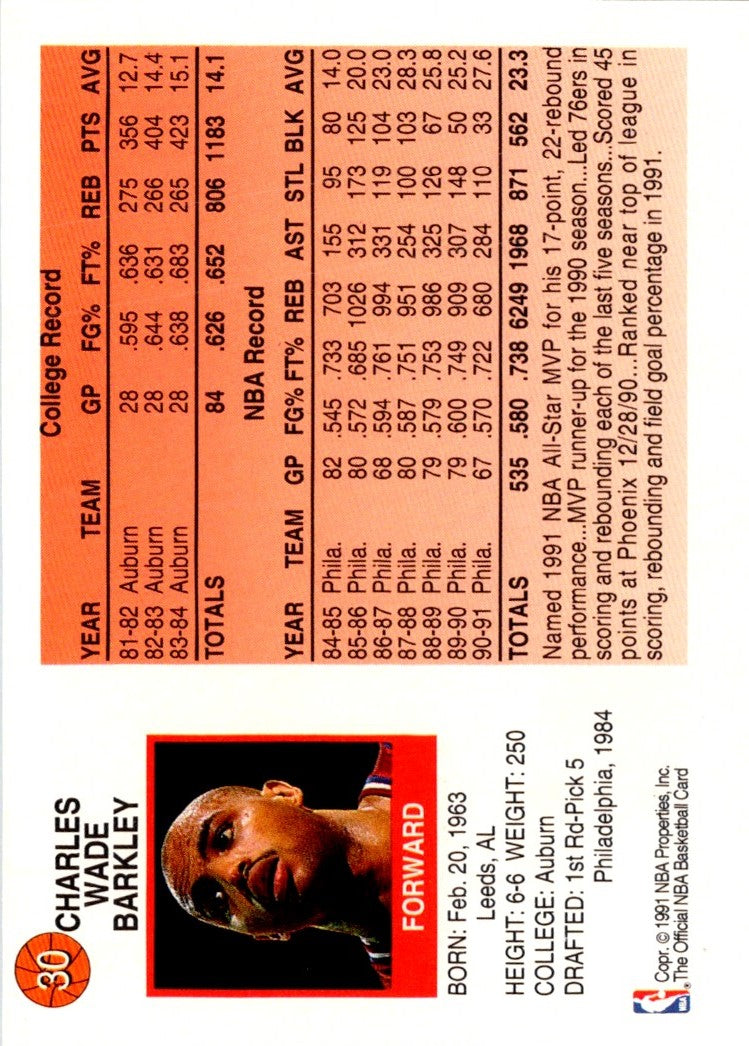 30
CHARLES
WADE
BARKLEY
FORWARD
BORN: Feb. 20, 1963
Leeds, AL
HEIGHT: 6-6 WEIGHT: 250
COLLEGE: Auburn
DRAFTED: 1st Rd-Pick 5
Philadelphia, 1984
NBA
Copr. © 1991 NBA Properties, Inc.
The Official NBA Basketball Card
College Record
YEAR TEAM GP FG% FT% REB PTS AVG
81-82 Auburn 28 .595 .636 275 356 12.7
82-83 Auburn 28 .644 .631 266 404 14.4
83-84 Auburn 28 .638 .683 265 423 15.1
TOTALS 84 .626 .652 806 1183 14.1
NBA Record
YEAR TEAM GP FG% FT% REB AST STL BLK AVG
84-85 Phila. 82 .545 .733 703 155 95 80 14.0
85-86 Phila. 80 .572 .685 1026 312 173 125 20.0
86-87 Phila. 68 .594 .761 994 331 119 104 23.0
87-88 Phila. 80 .587 .751 951 254 100 103 28.3
88-89 Phila. 79 .579 .753 986 325 126 67 25.8
89-90 Phila. 79 .600 .749 909 307 148 50 25.2
90-91 Phila. 67 .570 .722 680 284 110 33 27.6
TOTALS 535 .580 .738 6249 1968 871 562 23.3
Named 1991 NBA All-Star MVP for his 17-point, 22-rebound
performance...MVP runner-up for the 1990 season...Led 76ers in
scoring and rebounding each of the last five seasons...Scored 45
points at Phoenix 12/28/90...Ranked near top of league in
scoring, rebounding and field goal percentage in 1991.